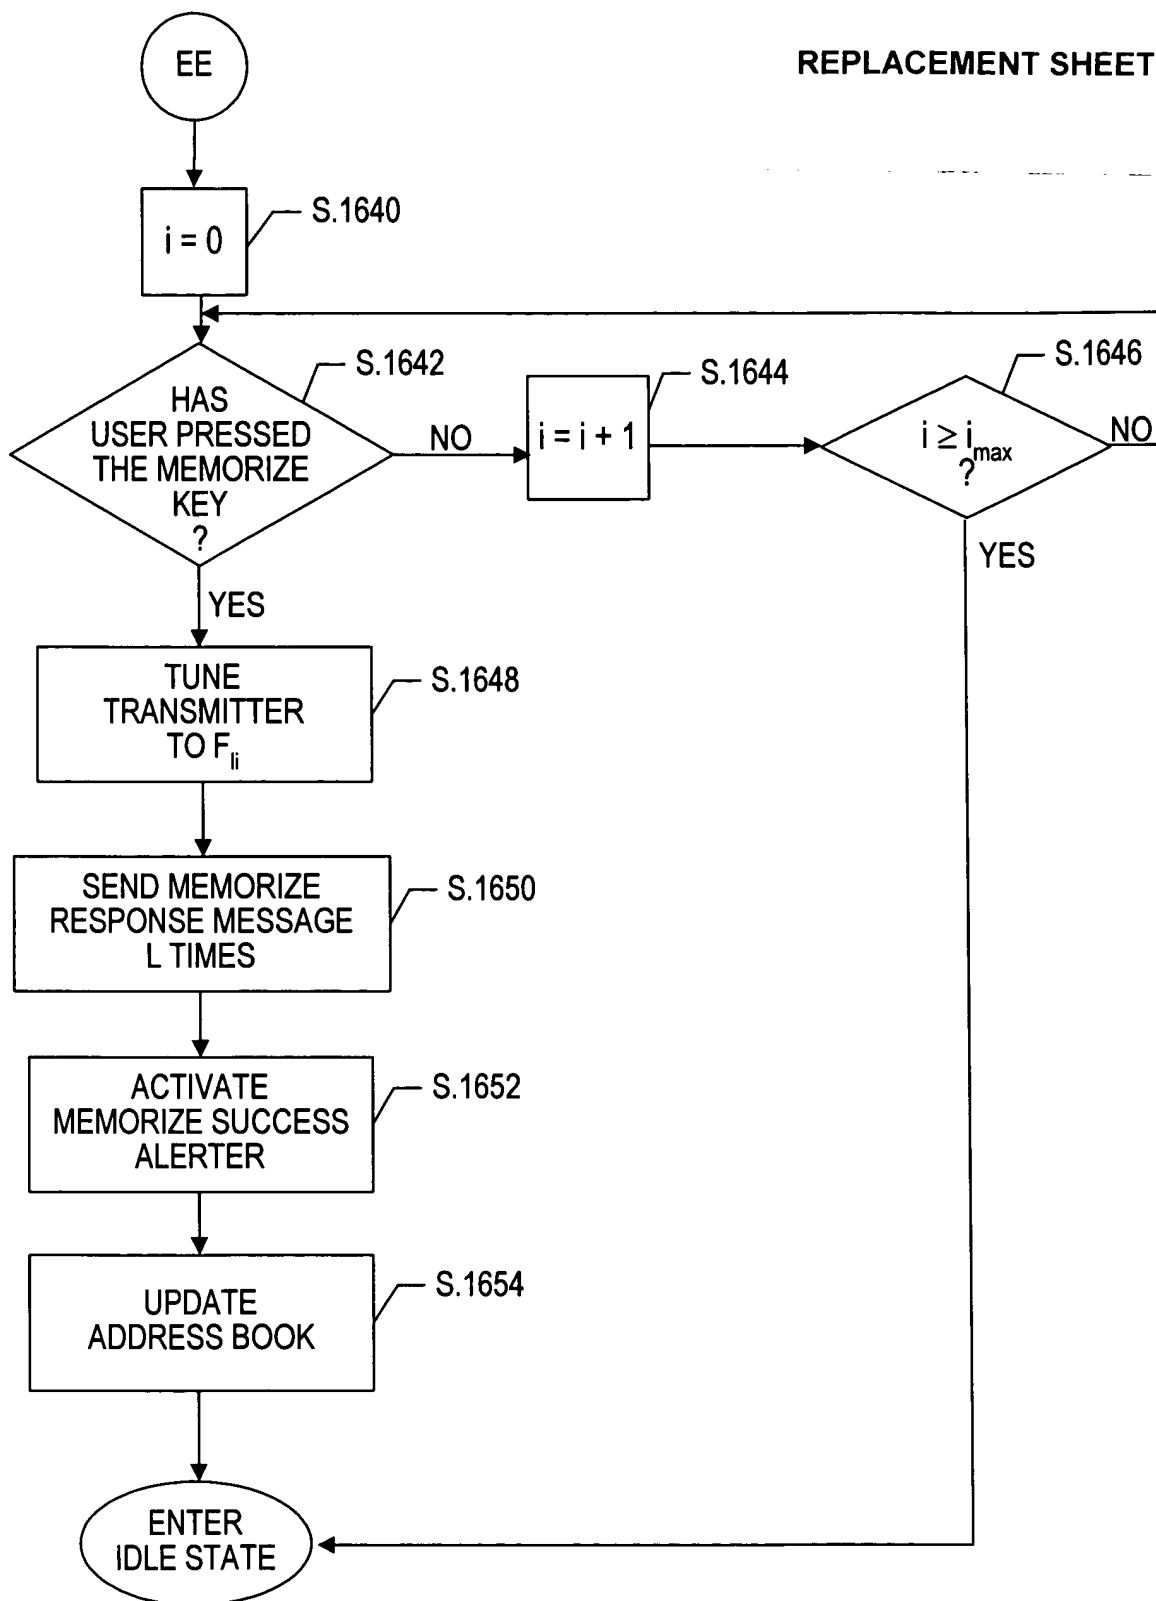 EE
REPLACEMENT SHEET
S.1640
i = 0
S.1642
HAS
USER PRESSED
THE MEMORIZE
KEY
?
NO
S.1644
i = i + 1
S.1646
i ≥ i_max
?
NO
YES
YES
TUNE
TRANSMITTER
TO F_li
S.1648
SEND MEMORIZE
RESPONSE MESSAGE
L TIMES
S.1650
ACTIVATE
MEMORIZE SUCCESS
ALERTER
S.1652
UPDATE
ADDRESS BOOK
S.1654
ENTER
IDLE STATE